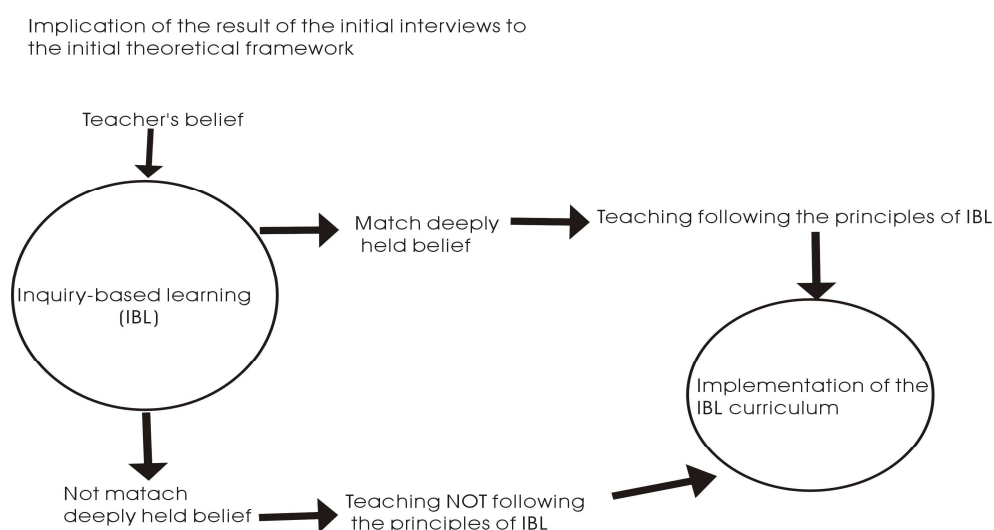 Implication of the result of the initial interviews to
the initial theoretical framework
Teacher's belief
Match deeply
held belief
Teaching following the principles of IBL
Inquiry-based learning
(IBL)
Implementation of the
IBL curriculum
Not matach
deeply held belief
Teaching NOT following
the principles of IBL